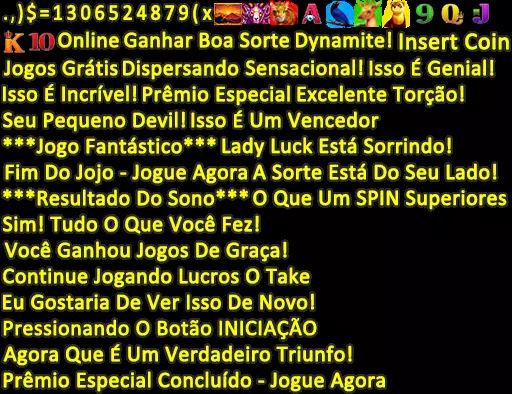 .,)$=1306524879(x A 9 Q J
K 10 Online Ganhar Boa Sorte Dynamite! Insert Coin
Jogos Grátis Dispersando Sensacional! Isso É Genial!
Isso É Incrível! Prêmio Especial Excelente Torção!
Seu Pequeno Devil! Isso É Um Vencedor
***Jogo Fantástico*** Lady Luck Está Sorrindo!
Fim Do Jojo - Jogue Agora A Sorte Está Do Seu Lado!
***Resultado Do Sono*** O Que Um SPIN Superiores
Sim! Tudo O Que Você Fez!
Você Ganhou Jogos De Graça!
Continue Jogando Lucros O Take
Eu Gostaria De Ver Isso De Novo!
Pressionando O Botão INICIAÇÃO
Agora Que É Um Verdadeiro Triunfo!
Prêmio Especial Concluído - Jogue Agora